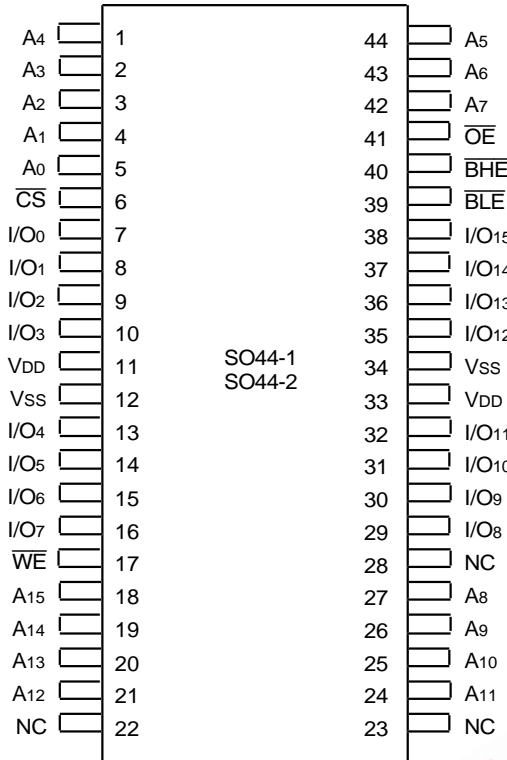 A4 1 44 A5
A3 2 43 A6
A2 3 42 A7
A1 4 41 OE
A0 5 40 BHE
CS 6 39 BLE
I/O0 7 38 I/O15
I/O1 8 37 I/O14
I/O2 9 36 I/O13
I/O3 10 35 I/O12
VDD 11 SO44-1 34 VSS
VSS 12 SO44-2 33 VDD
I/O4 13 32 I/O11
I/O5 14 31 I/O10
I/O6 15 30 I/O9
I/O7 16 29 I/O8
WE 17 28 NC
A15 18 27 A8
A14 19 26 A9
A13 20 25 A10
A12 21 24 A11
NC 22 23 NC